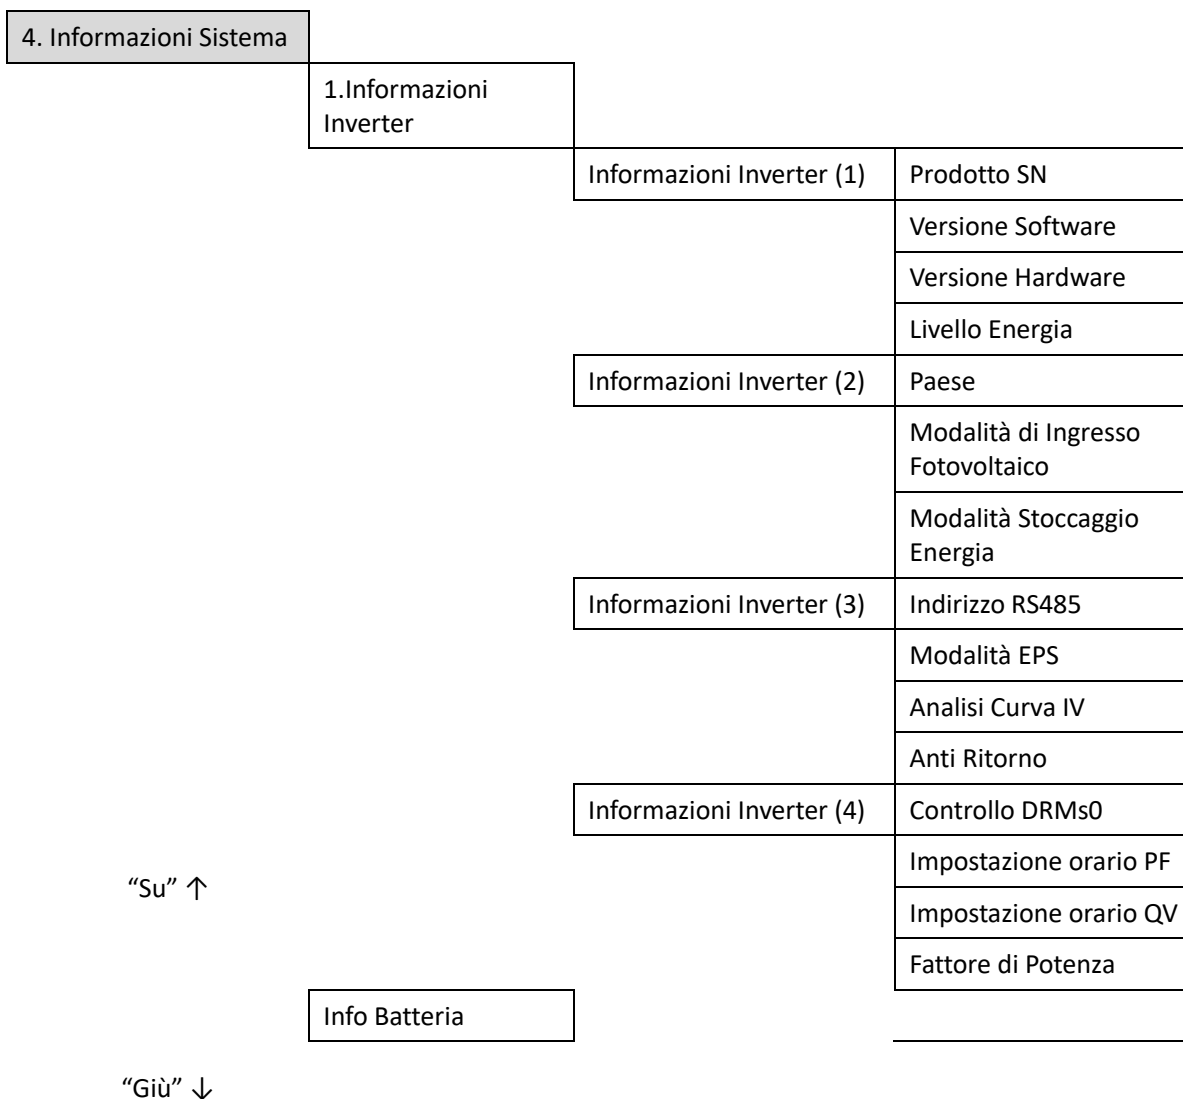 4. Informazioni Sistema
1.Informazioni
Inverter
Informazioni Inverter (1)
Prodotto SN
Versione Software
Versione Hardware
Livello Energia
Informazioni Inverter (2)
Paese
Modalità di Ingresso
Fotovoltaico
Modalità Stoccaggio
Energia
Informazioni Inverter (3)
Indirizzo RS485
Modalità EPS
Analisi Curva IV
Anti Ritorno
Informazioni Inverter (4)
Controllo DRMs0
Impostazione orario PF
“Su” ↑
Impostazione orario QV
Fattore di Potenza
Info Batteria
“Giù” ↓